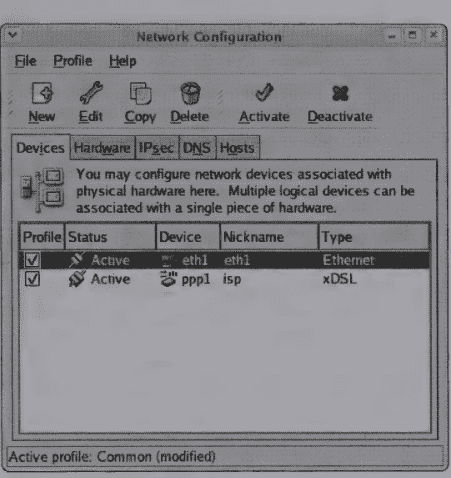 Network Configuration
File Profile Help
New Edit Copy Delete Activate Deactivate
Devices Hardware IPsec DNS Hosts
You may configure network devices associated with
physical hardware here. Multiple logical devices can be
associated with a single piece of hardware.
Profile Status Device Nickname Type
Active eth1 eth1 Ethernet
Active ppp1 isp xDSL
Active profile: Common (modified)